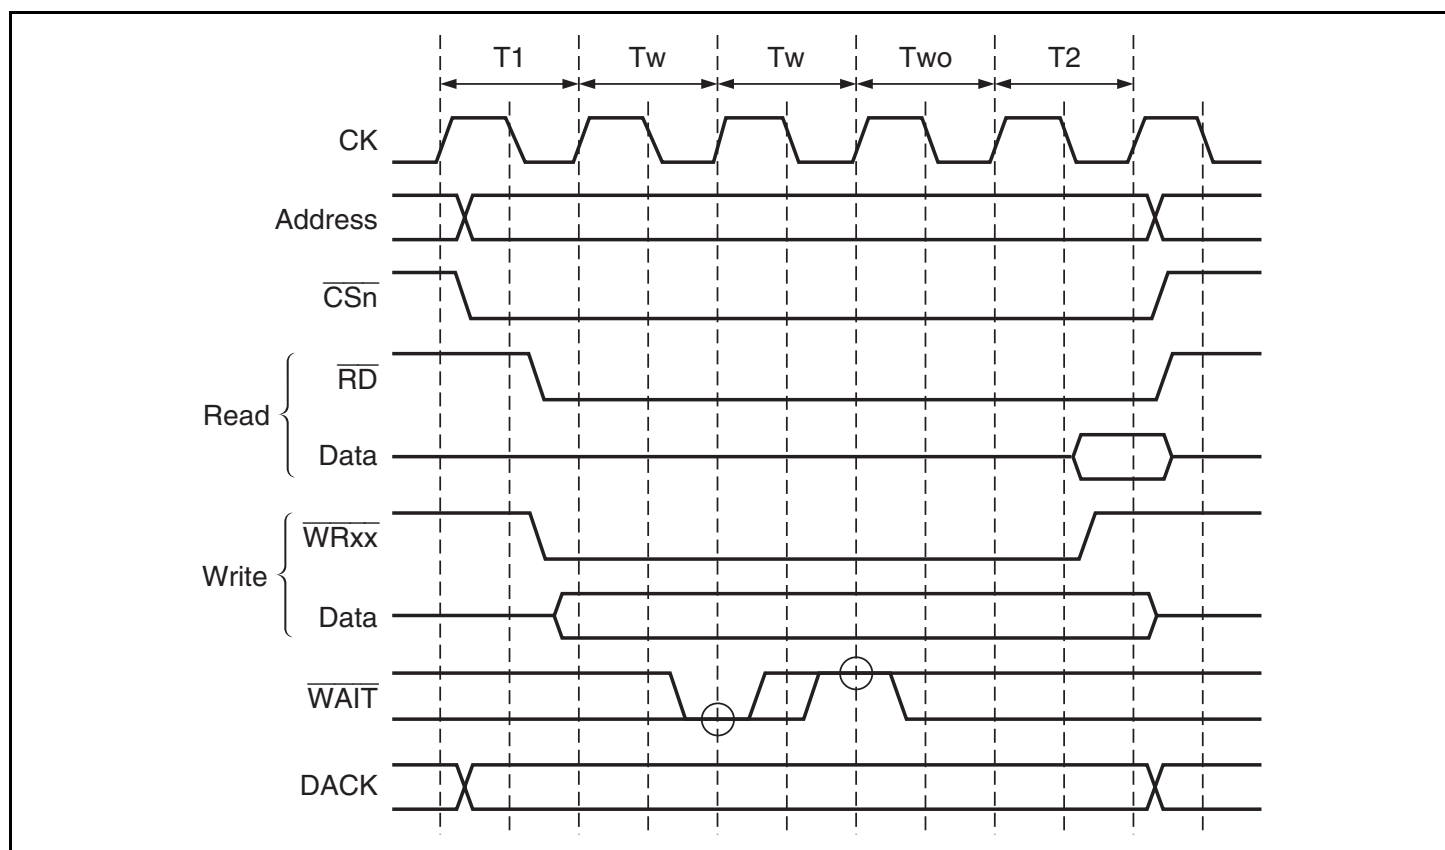 T1 Tw Tw Two T2
CK
Address
CSn
Read
RD
Data
Write
WRxx
Data
WAIT
DACK